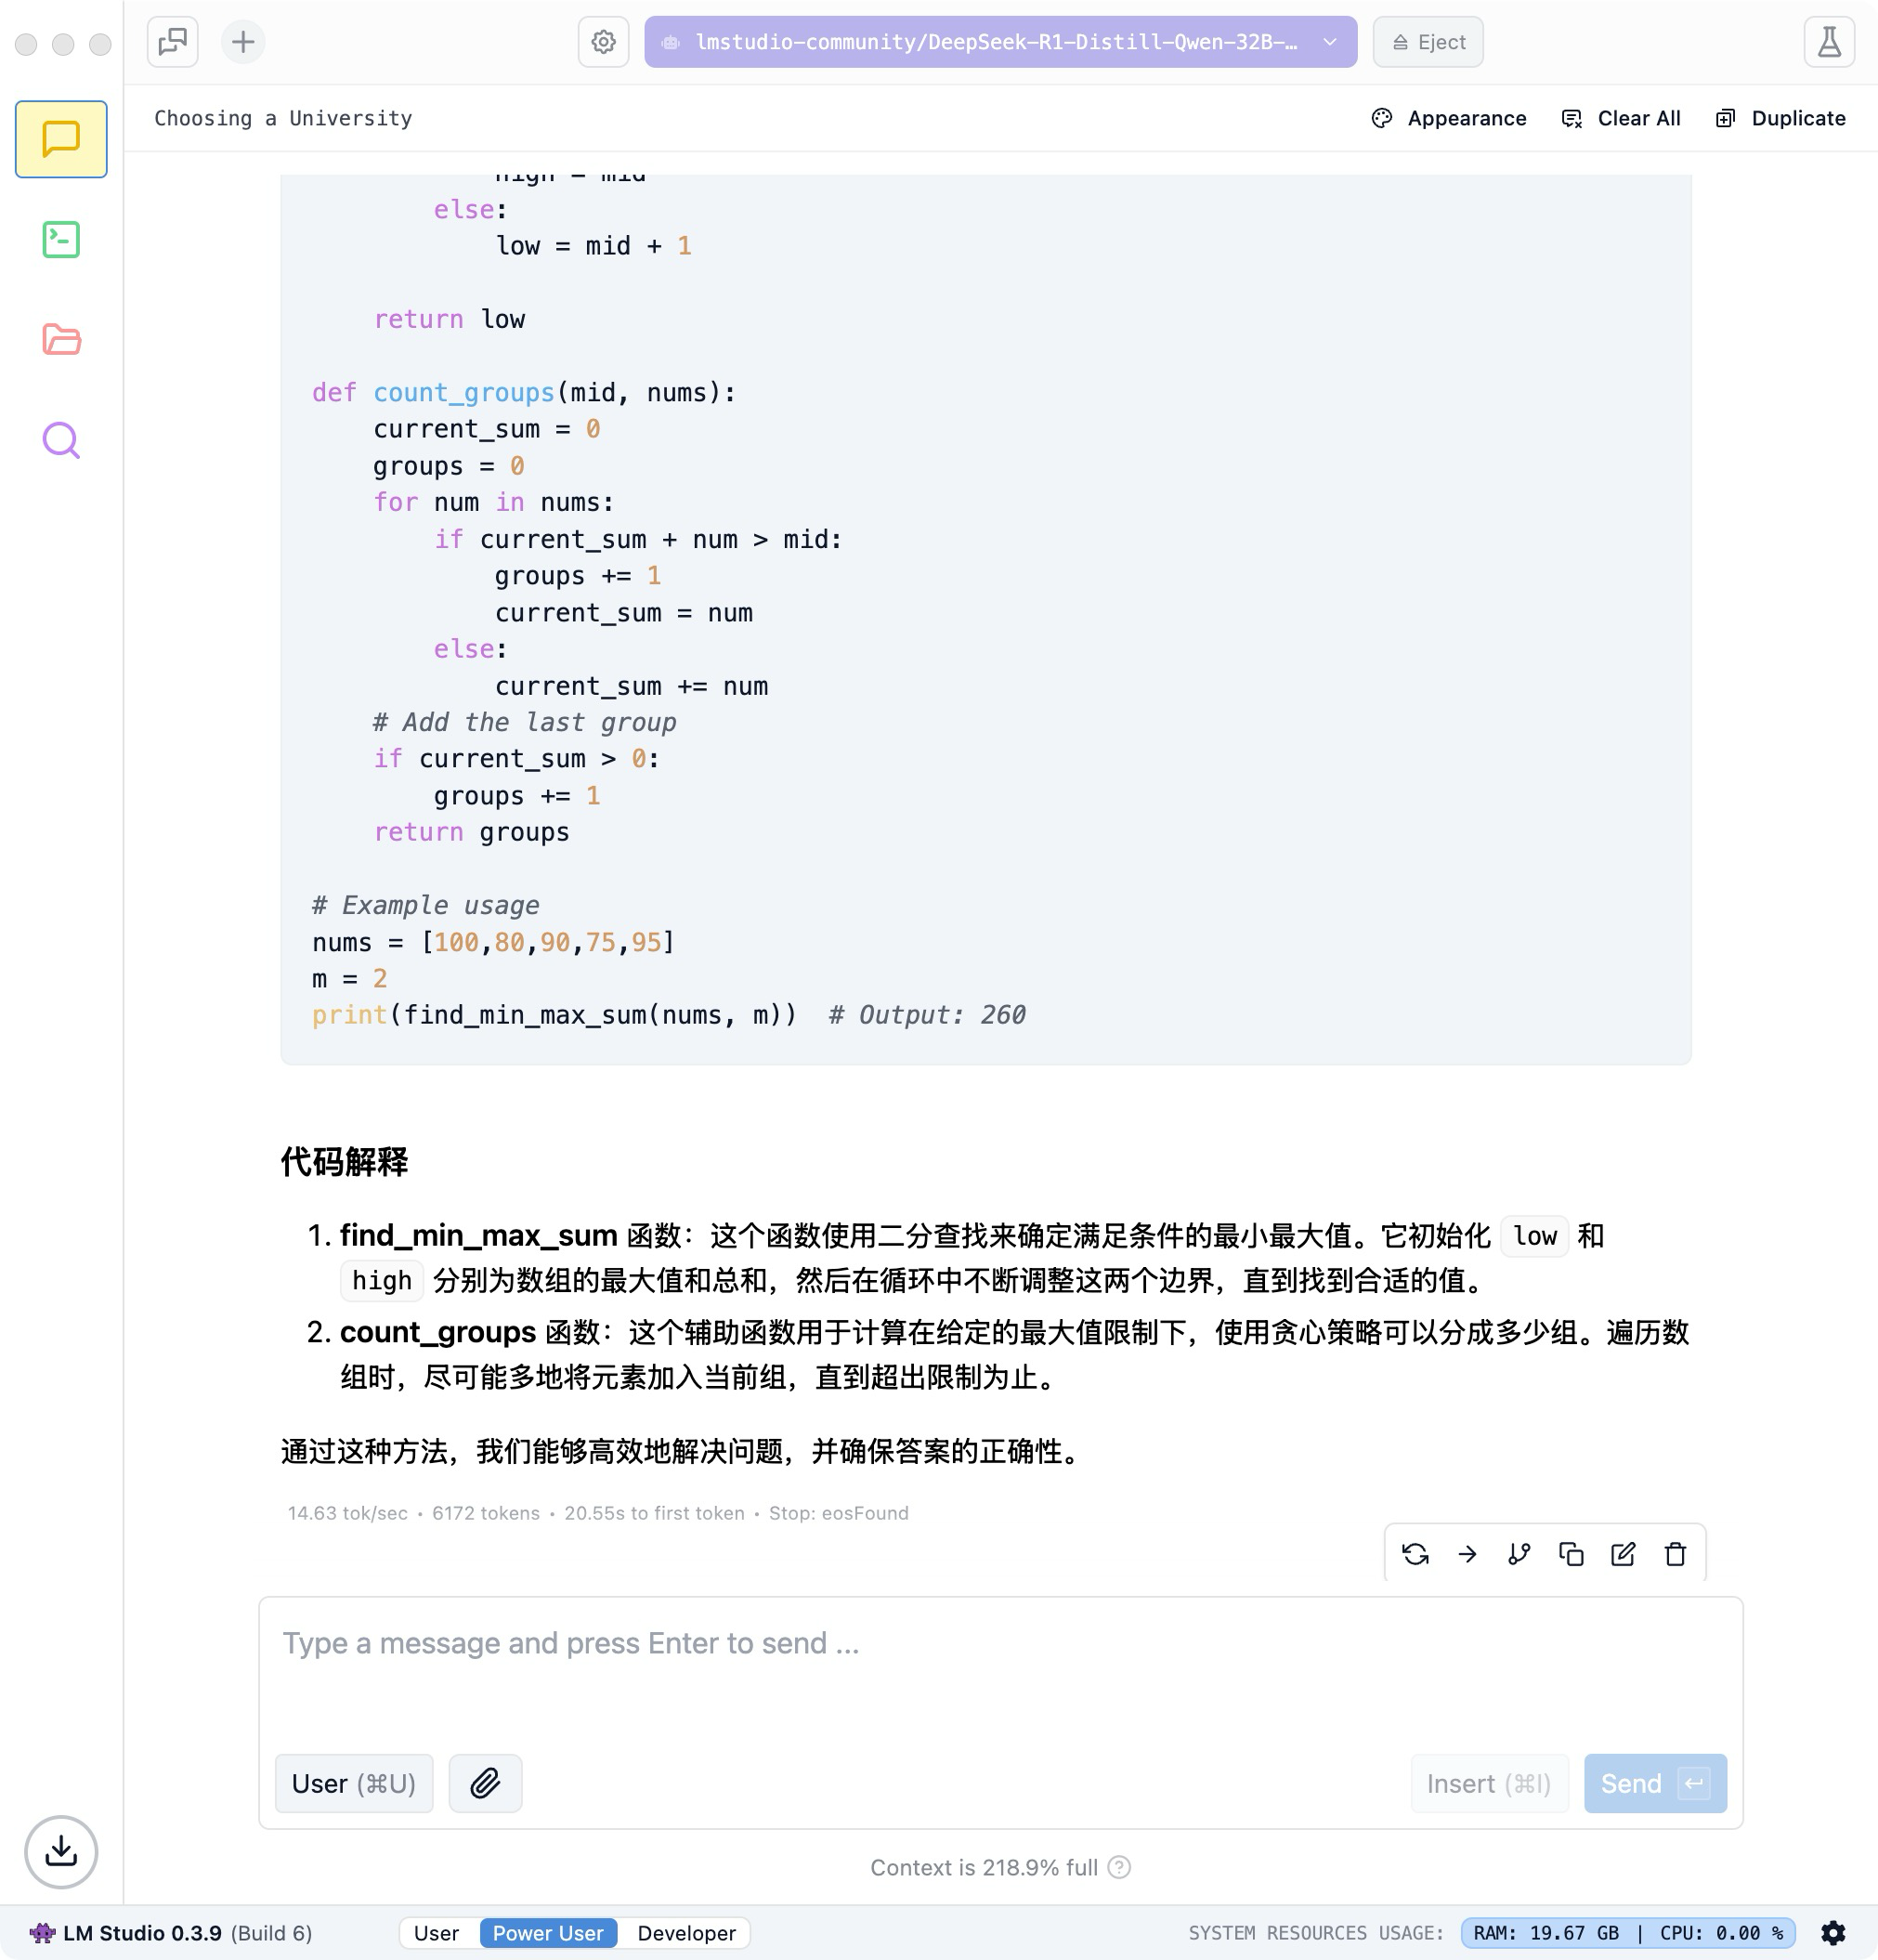 lmstudio-community/DeepSeek-R1-Distill-Qwen-32B-…
Eject
Choosing a University
Appearance
Clear All
Duplicate
high = mid
else:
low = mid + 1
return low
def count_groups(mid, nums):
current_sum = 0
groups = 0
for num in nums:
if current_sum + num > mid:
groups += 1
current_sum = num
else:
current_sum += num
# Add the last group
if current_sum > 0:
groups += 1
return groups
# Example usage
nums = [100,80,90,75,95]
m = 2
print(find_min_max_sum(nums, m))  # Output: 260
代码解释
1. find_min_max_sum 函数：这个函数使用二分查找来确定满足条件的最小最大值。它初始化 low 和
high 分别为数组的最大值和总和，然后在循环中不断调整这两个边界，直到找到合适的值。
2. count_groups 函数：这个辅助函数用于计算在给定的最大值限制下，使用贪心策略可以分成多少组。遍历数
组时，尽可能多地将元素加入当前组，直到超出限制为止。
通过这种方法，我们能够高效地解决问题，并确保答案的正确性。
14.63 tok/sec • 6172 tokens • 20.55s to first token • Stop: eosFound
Type a message and press Enter to send ...
User (⌘U)
Insert (⌘I)
Send
Context is 218.9% full
LM Studio 0.3.9 (Build 6)
User
Power User
Developer
SYSTEM RESOURCES USAGE:
RAM: 19.67 GB | CPU: 0.00 %